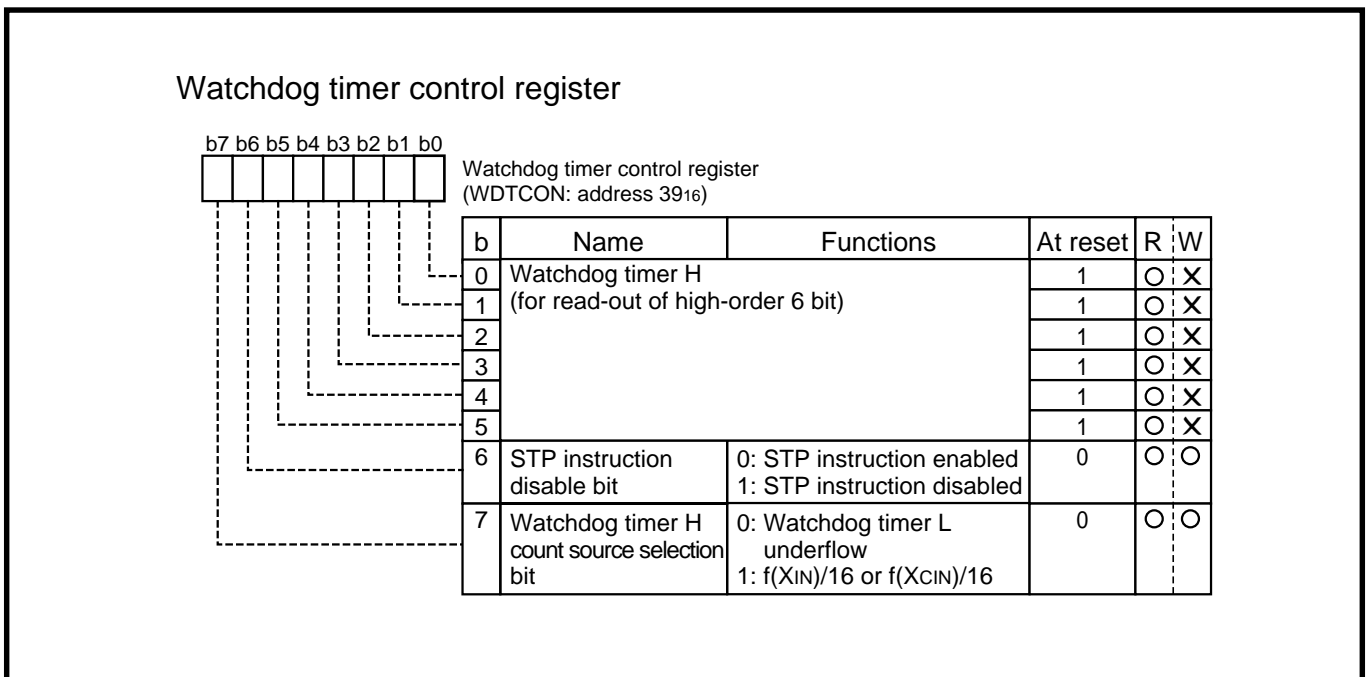 Watchdog timer control register
b7 b6 b5 b4 b3 b2 b1 b0
Watchdog timer control register
(WDTCON: address 3916)
b Name Functions At reset R W
0 Watchdog timer H 1 O X
1 (for read-out of high-order 6 bit) 1 O X
2 1 O X
3 1 O X
4 1 O X
5 1 O X
6 STP instruction 0: STP instruction enabled 0 O O
disable bit 1: STP instruction disabled
7 Watchdog timer H 0: Watchdog timer L 0 O O
count source selection underflow
bit 1: f(XIN)/16 or f(XCIN)/16